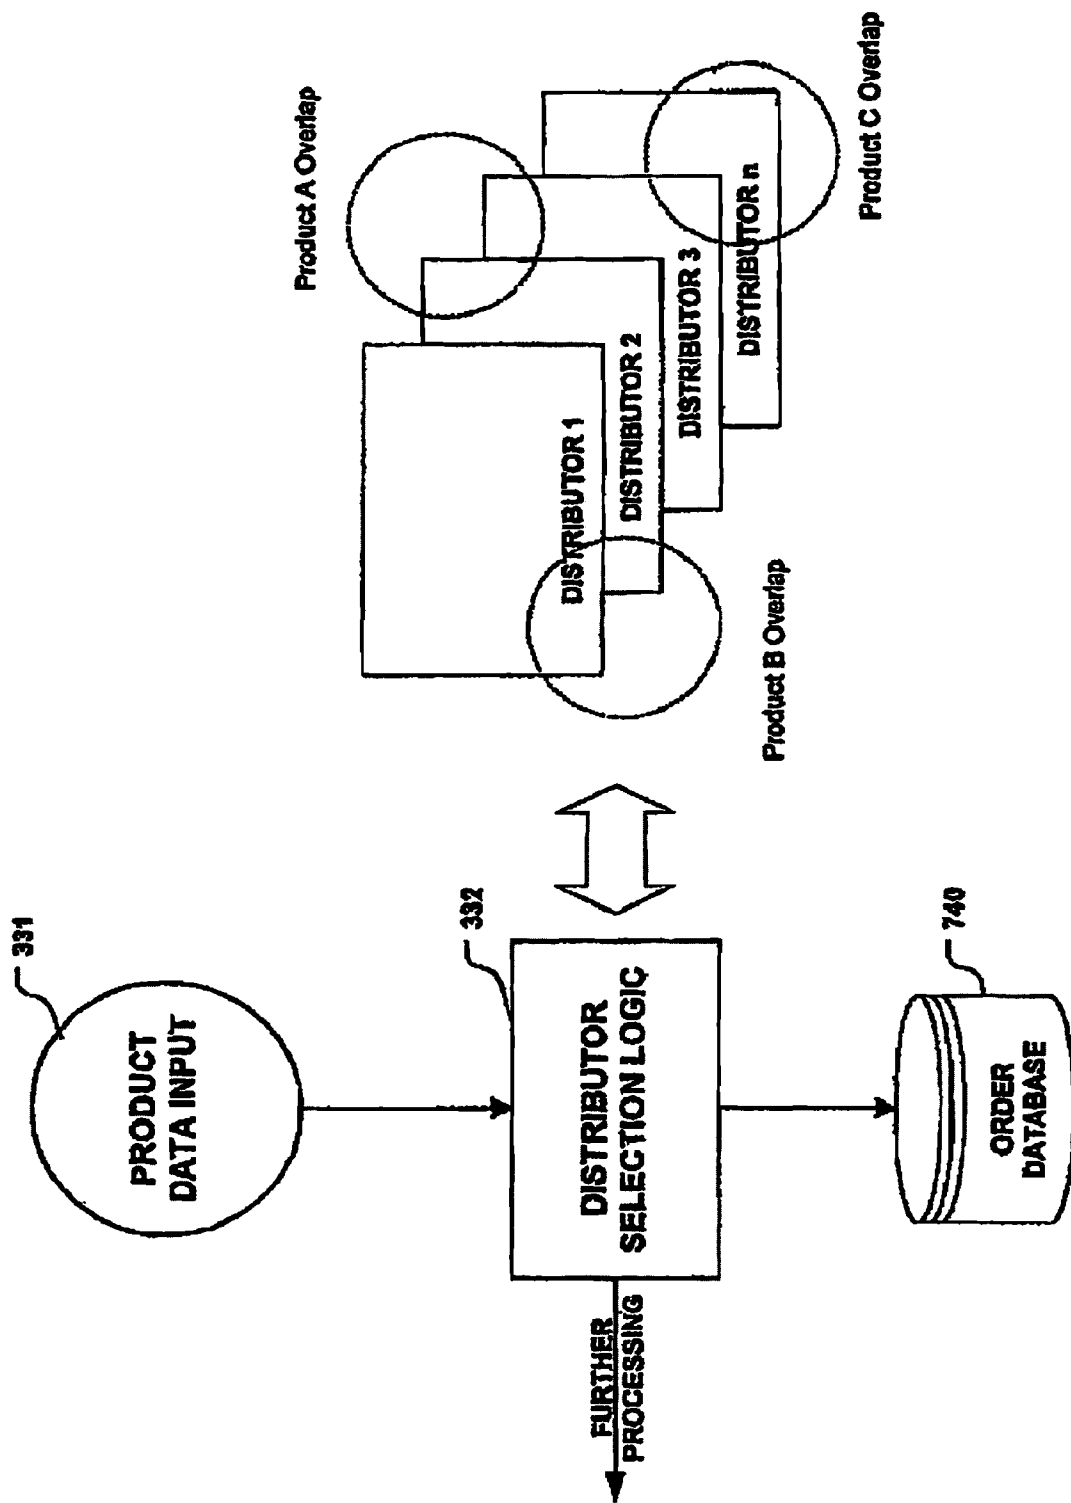 331
PRODUCT
DATA INPUT
332
DISTRIBUTOR
SELECTION LOGIC
FURTHER
PROCESSING
740
ORDER
DATABASE
Product A Overlap
DISTRIBUTOR 1
DISTRIBUTOR 2
DISTRIBUTOR 3
DISTRIBUTOR n
Product B Overlap
Product C Overlap